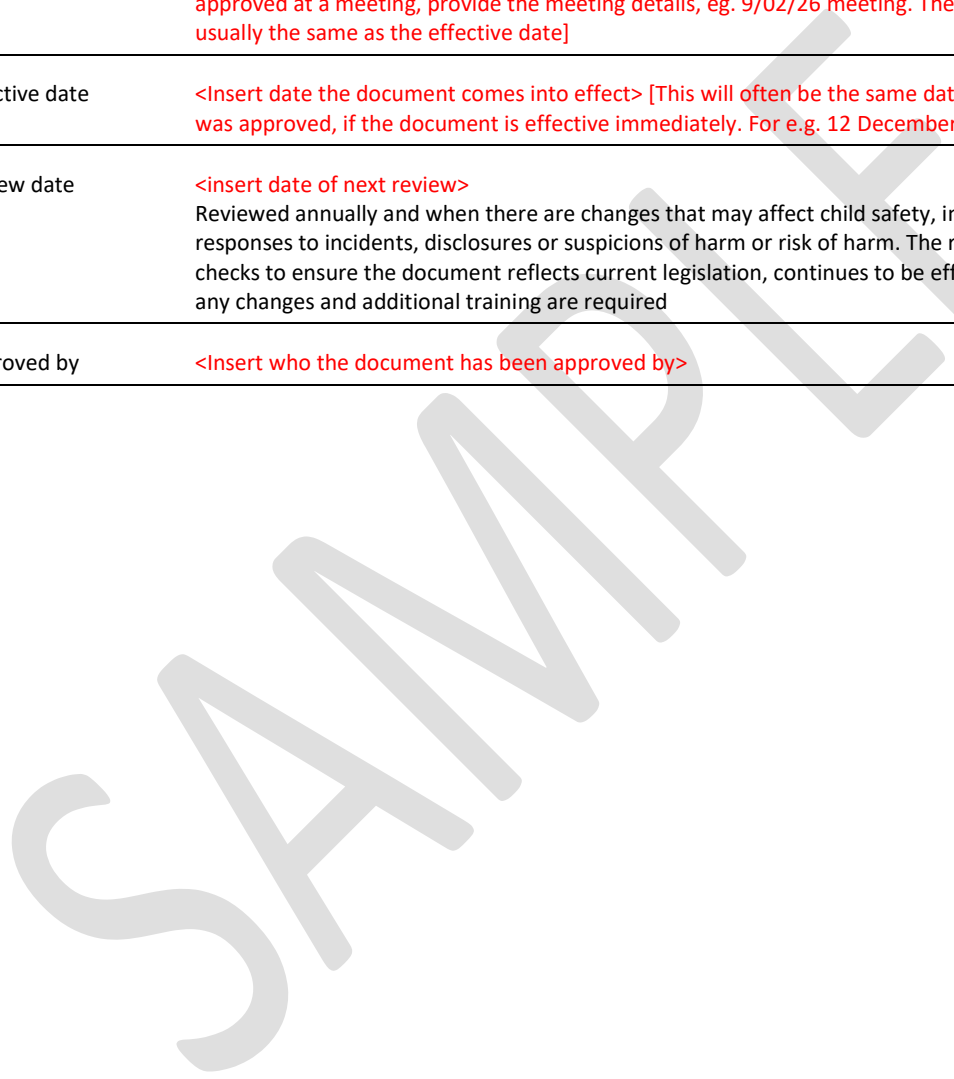 approved at a meeting, provide the meeting details, eg. 9/02/26 meeting. The
usually the same as the effective date]
ctive date <Insert date the document comes into effect> [This will often be the same dat
was approved, if the document is effective immediately. For e.g. 12 December
ew date <insert date of next review>
Reviewed annually and when there are changes that may affect child safety, in
responses to incidents, disclosures or suspicions of harm or risk of harm. The r
checks to ensure the document reflects current legislation, continues to be eff
any changes and additional training are required
roved by <Insert who the document has been approved by>
SAMPLE